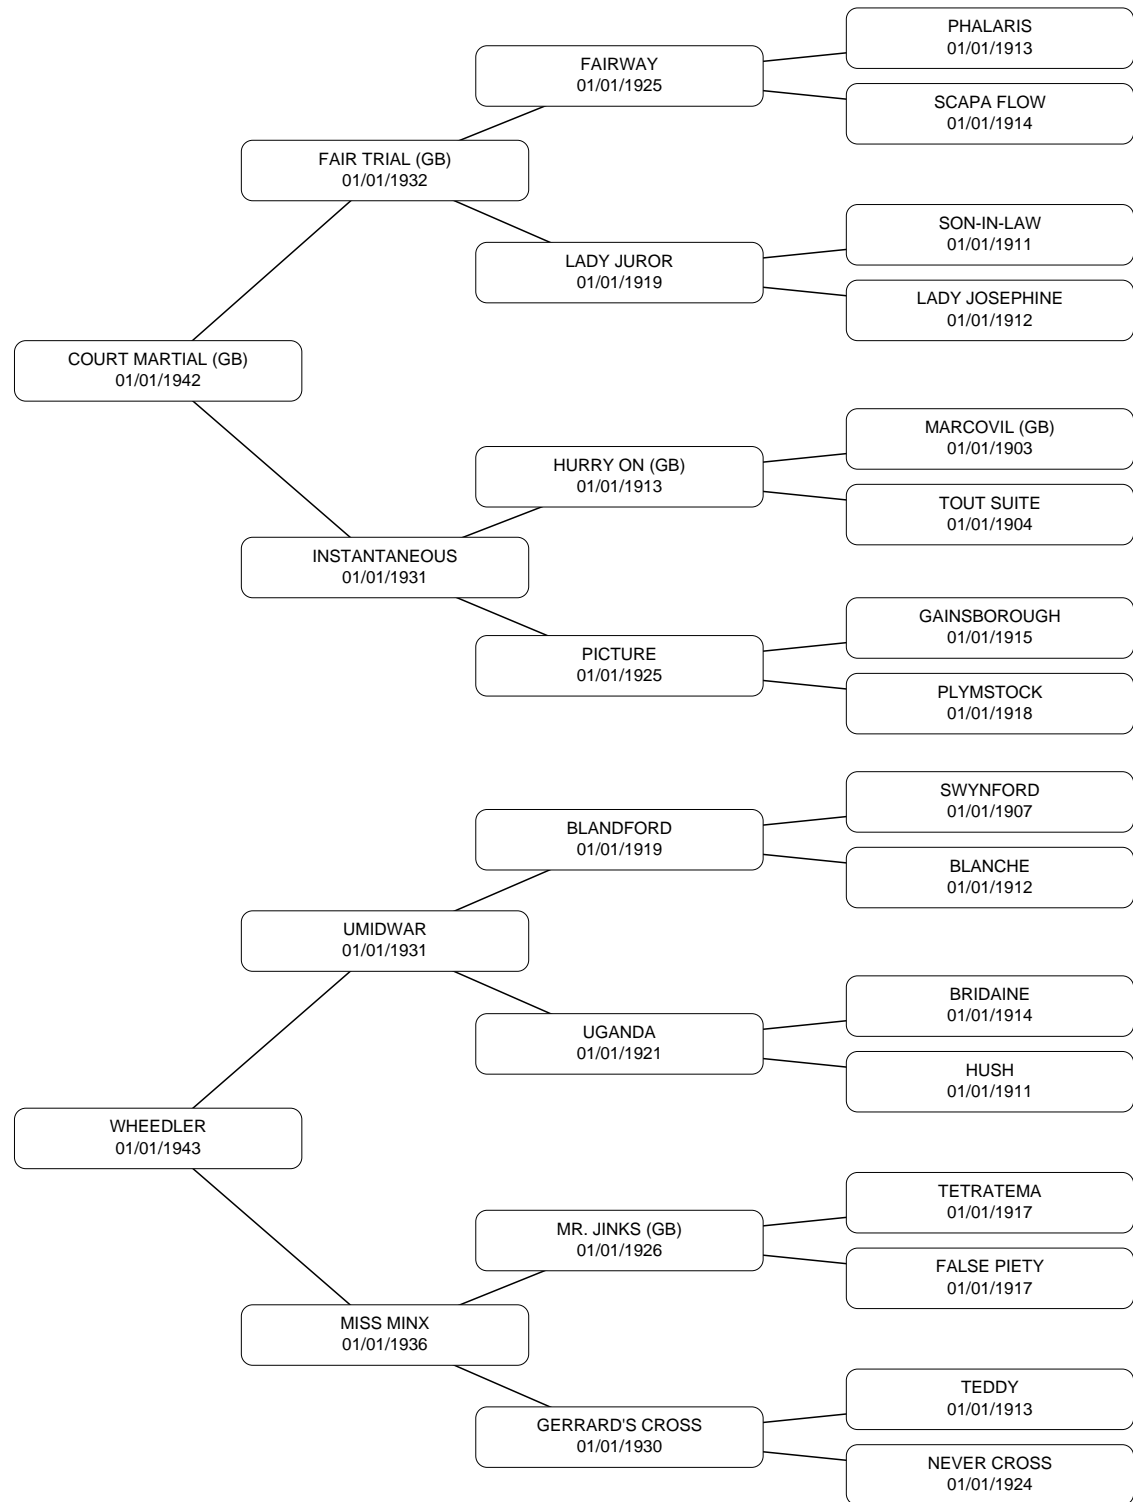 PHALARIS
01/01/1913
FAIRWAY
01/01/1925
SCAPA FLOW
01/01/1914
FAIR TRIAL (GB)
01/01/1932
SON-IN-LAW
01/01/1911
LADY JUROR
01/01/1919
LADY JOSEPHINE
01/01/1912
COURT MARTIAL (GB)
01/01/1942
MARCOVIL (GB)
01/01/1903
HURRY ON (GB)
01/01/1913
TOUT SUITE
01/01/1904
INSTANTANEOUS
01/01/1931
GAINSBOROUGH
01/01/1915
PICTURE
01/01/1925
PLYMSTOCK
01/01/1918
SWYNFORD
01/01/1907
BLANDFORD
01/01/1919
BLANCHE
01/01/1912
UMIDWAR
01/01/1931
BRIDAINE
01/01/1914
UGANDA
01/01/1921
HUSH
01/01/1911
WHEEDLER
01/01/1943
TETRATEMA
01/01/1917
MR. JINKS (GB)
01/01/1926
FALSE PIETY
01/01/1917
MISS MINX
01/01/1936
TEDDY
01/01/1913
GERRARD'S CROSS
01/01/1930
NEVER CROSS
01/01/1924